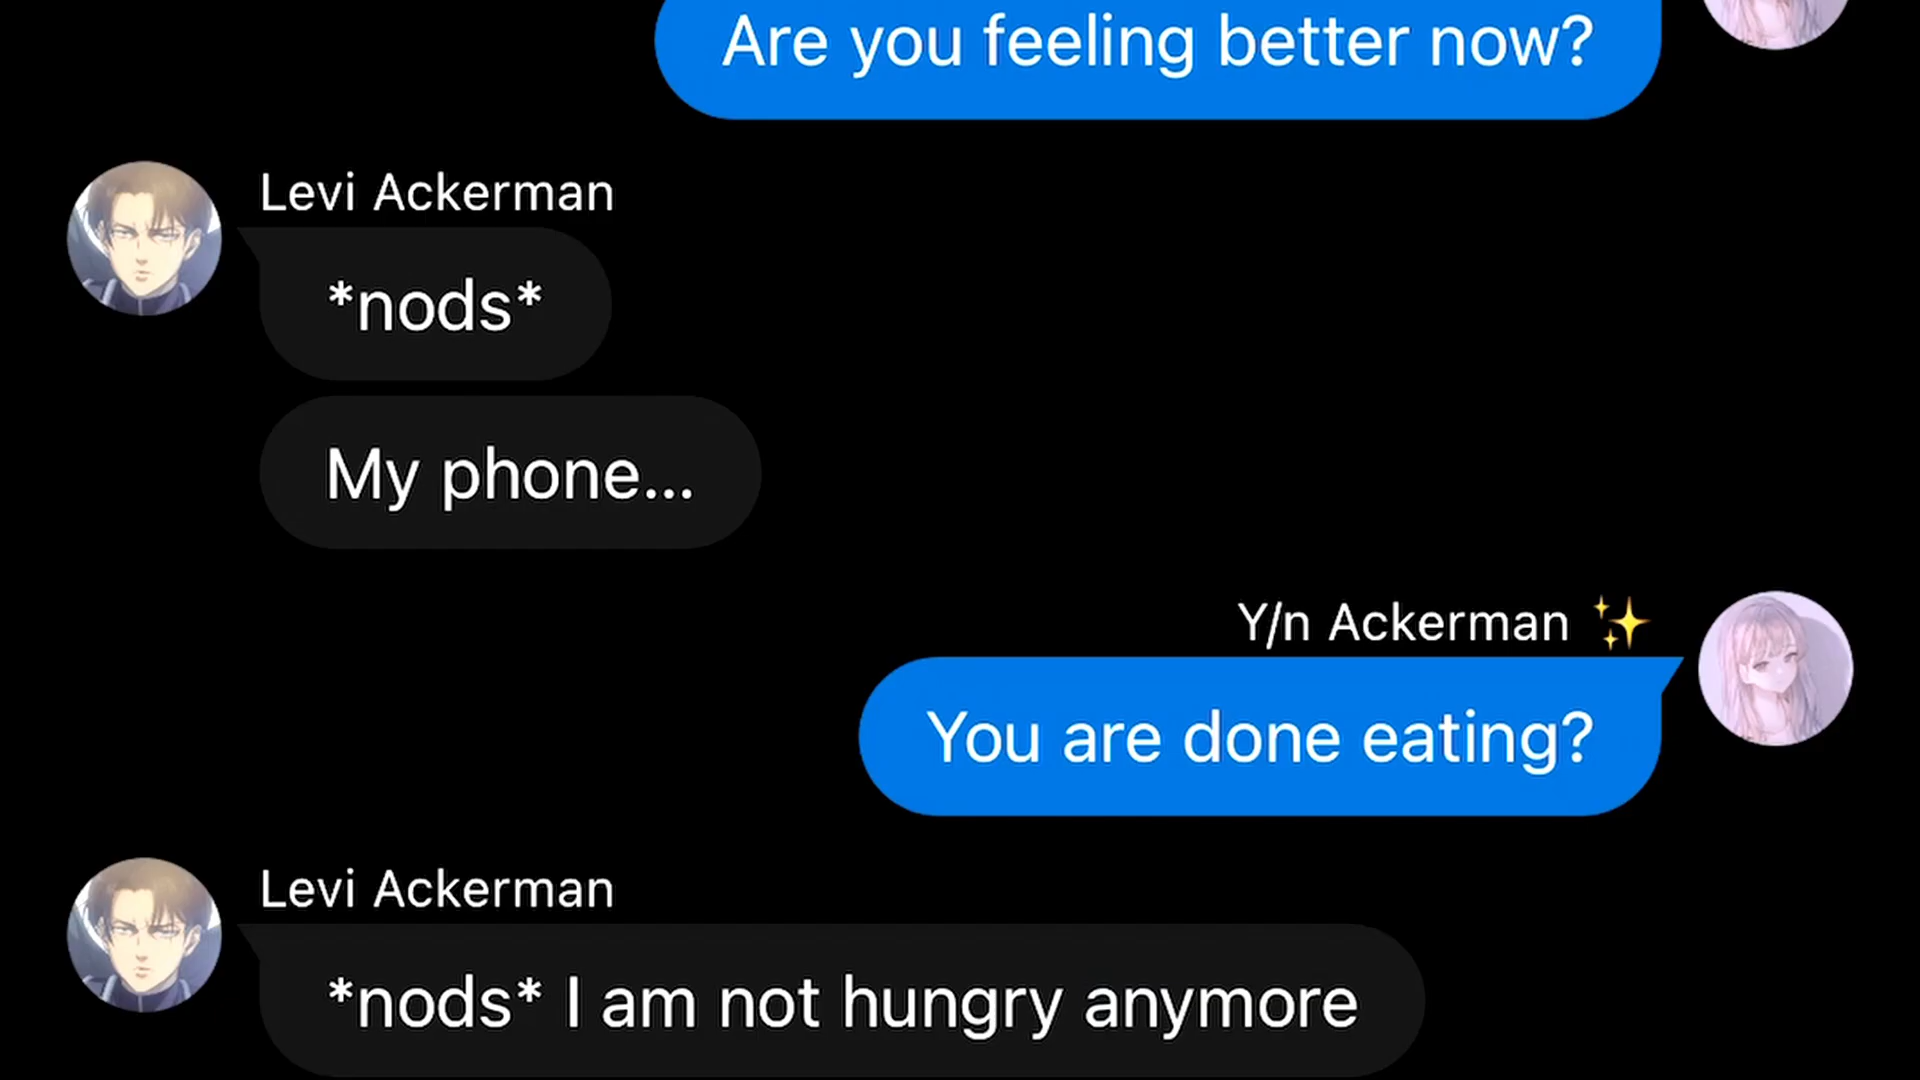 Are you feeling better now?
Levi Ackerman
*nods*
My phone...
Y/n Ackerman ✨
You are done eating?
Levi Ackerman
*nods* I am not hungry anymore